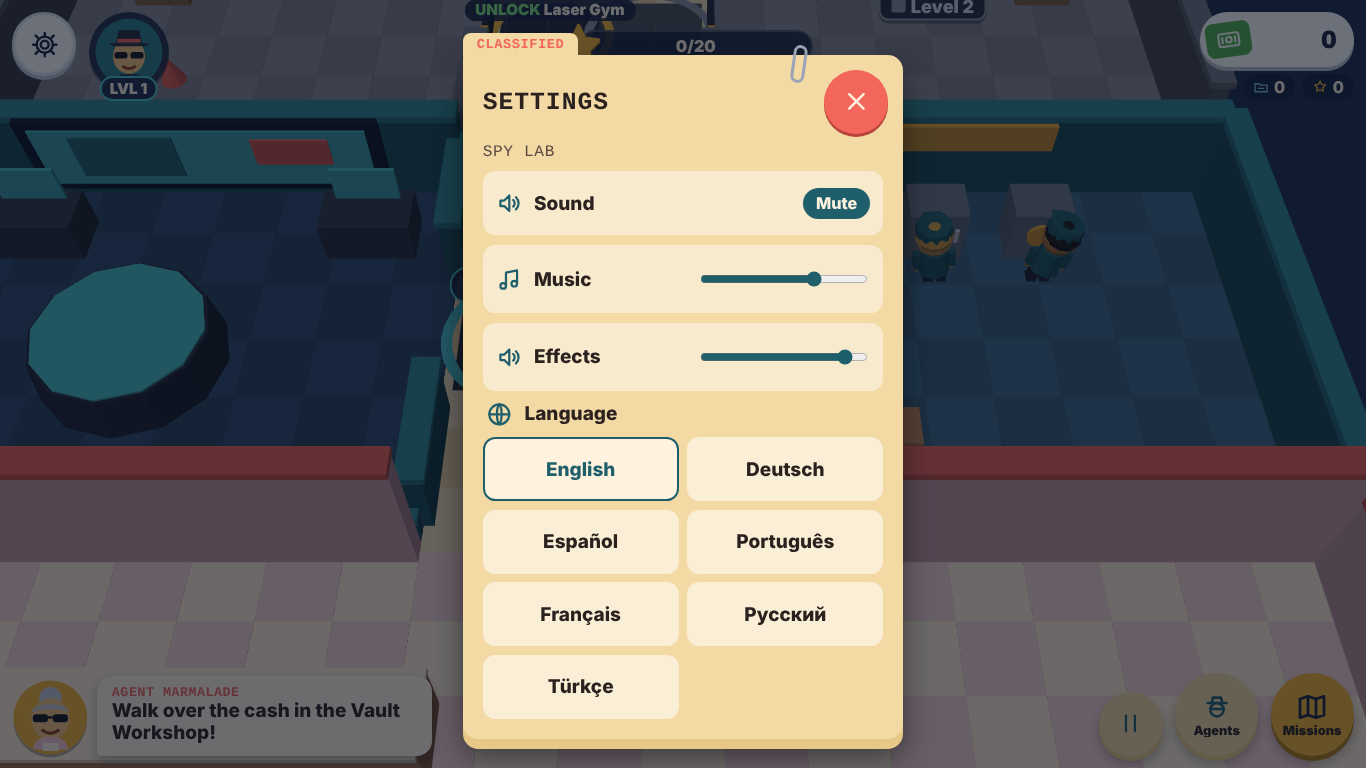 UNLOCK Laser Gym
Level 2
0/20
0
LVL 1
0
0
CLASSIFIED
SETTINGS
SPY LAB
Sound
Mute
Music
Effects
Language
English
Deutsch
Español
Português
Français
Русский
Türkçe
AGENT MARMALADE
Walk over the cash in the Vault
Workshop!
Agents
Missions